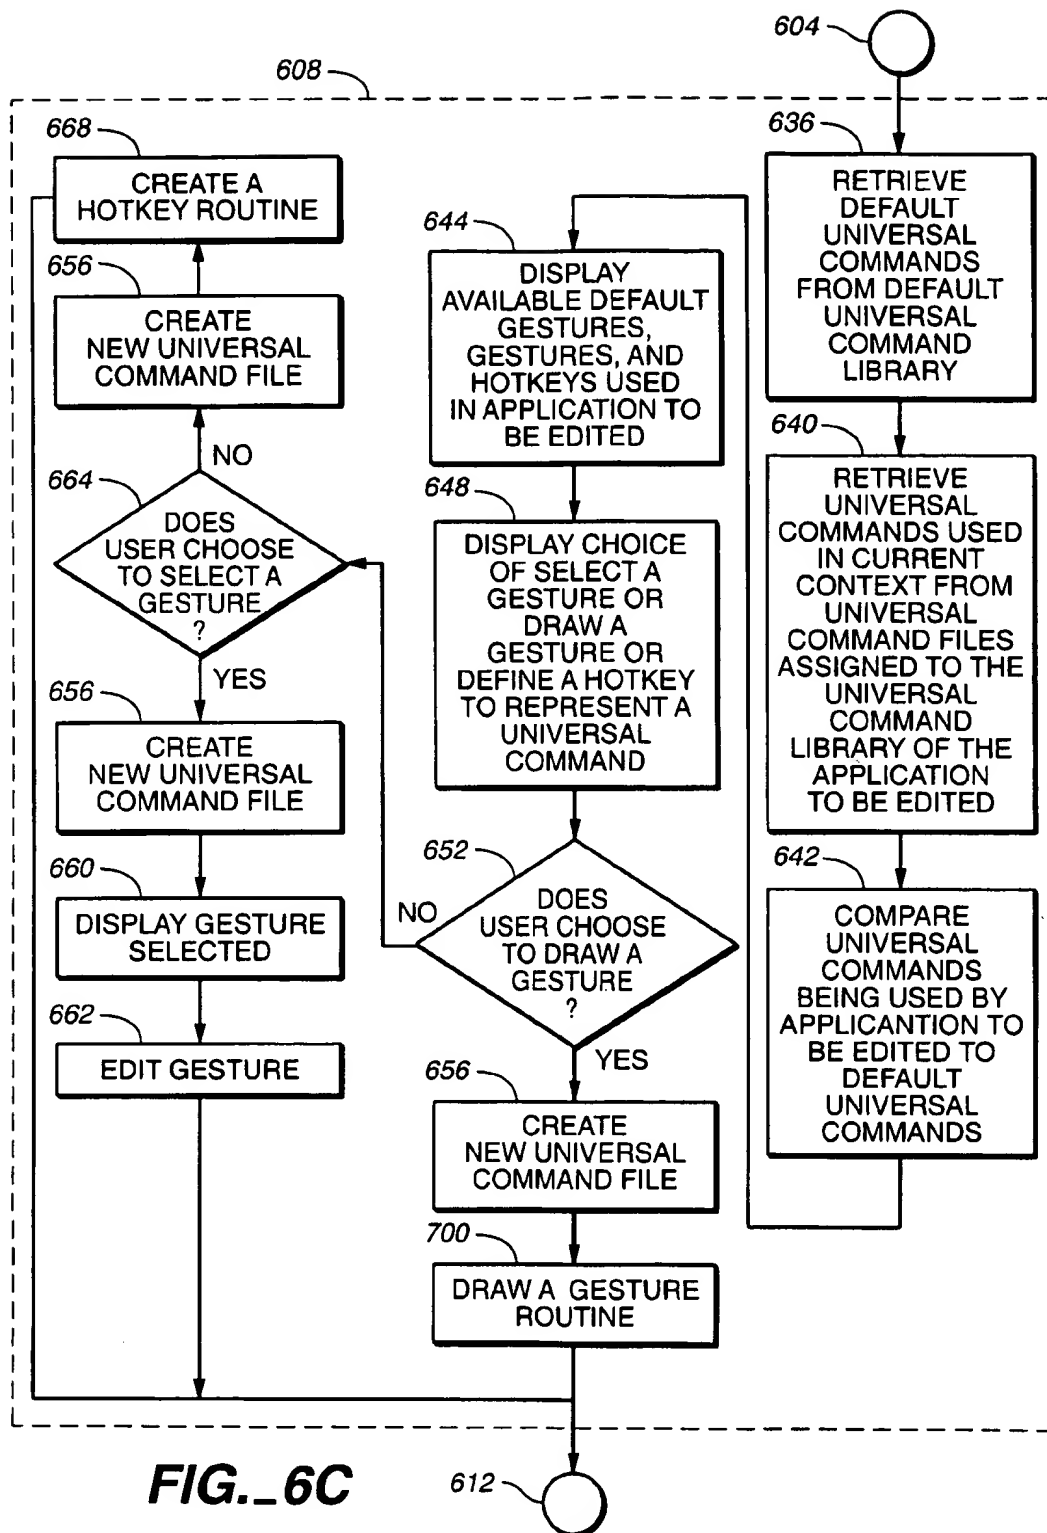 604
608
636
RETRIEVE
DEFAULT
UNIVERSAL
COMMANDS
FROM DEFAULT
UNIVERSAL
COMMAND
LIBRARY
640
RETRIEVE
UNIVERSAL
COMMANDS USED
IN CURRENT
CONTEXT FROM
UNIVERSAL
COMMAND FILES
ASSIGNED TO THE
UNIVERSAL
COMMAND
LIBRARY OF THE
APPLICATION
TO BE EDITED
642
COMPARE
UNIVERSAL
COMMANDS
BEING USED BY
APPLICANTION TO
BE EDITED TO
DEFAULT
UNIVERSAL
COMMANDS
644
DISPLAY
AVAILABLE DEFAULT
GESTURES,
GESTURES, AND
HOTKEYS USED
IN APPLICATION TO
BE EDITED
648
DISPLAY CHOICE
OF SELECT A
GESTURE OR
DRAW A
GESTURE OR
DEFINE A HOTKEY
TO REPRESENT A
UNIVERSAL
COMMAND
652
DOES
USER CHOOSE
TO DRAW A
GESTURE
?
NO
YES
656
CREATE
NEW UNIVERSAL
COMMAND FILE
700
DRAW A GESTURE
ROUTINE
668
CREATE A
HOTKEY ROUTINE
656
CREATE
NEW UNIVERSAL
COMMAND FILE
NO
664
DOES
USER CHOOSE
TO SELECT A
GESTURE
?
YES
656
CREATE
NEW UNIVERSAL
COMMAND FILE
660
DISPLAY GESTURE
SELECTED
662
EDIT GESTURE
612
FIG._6C